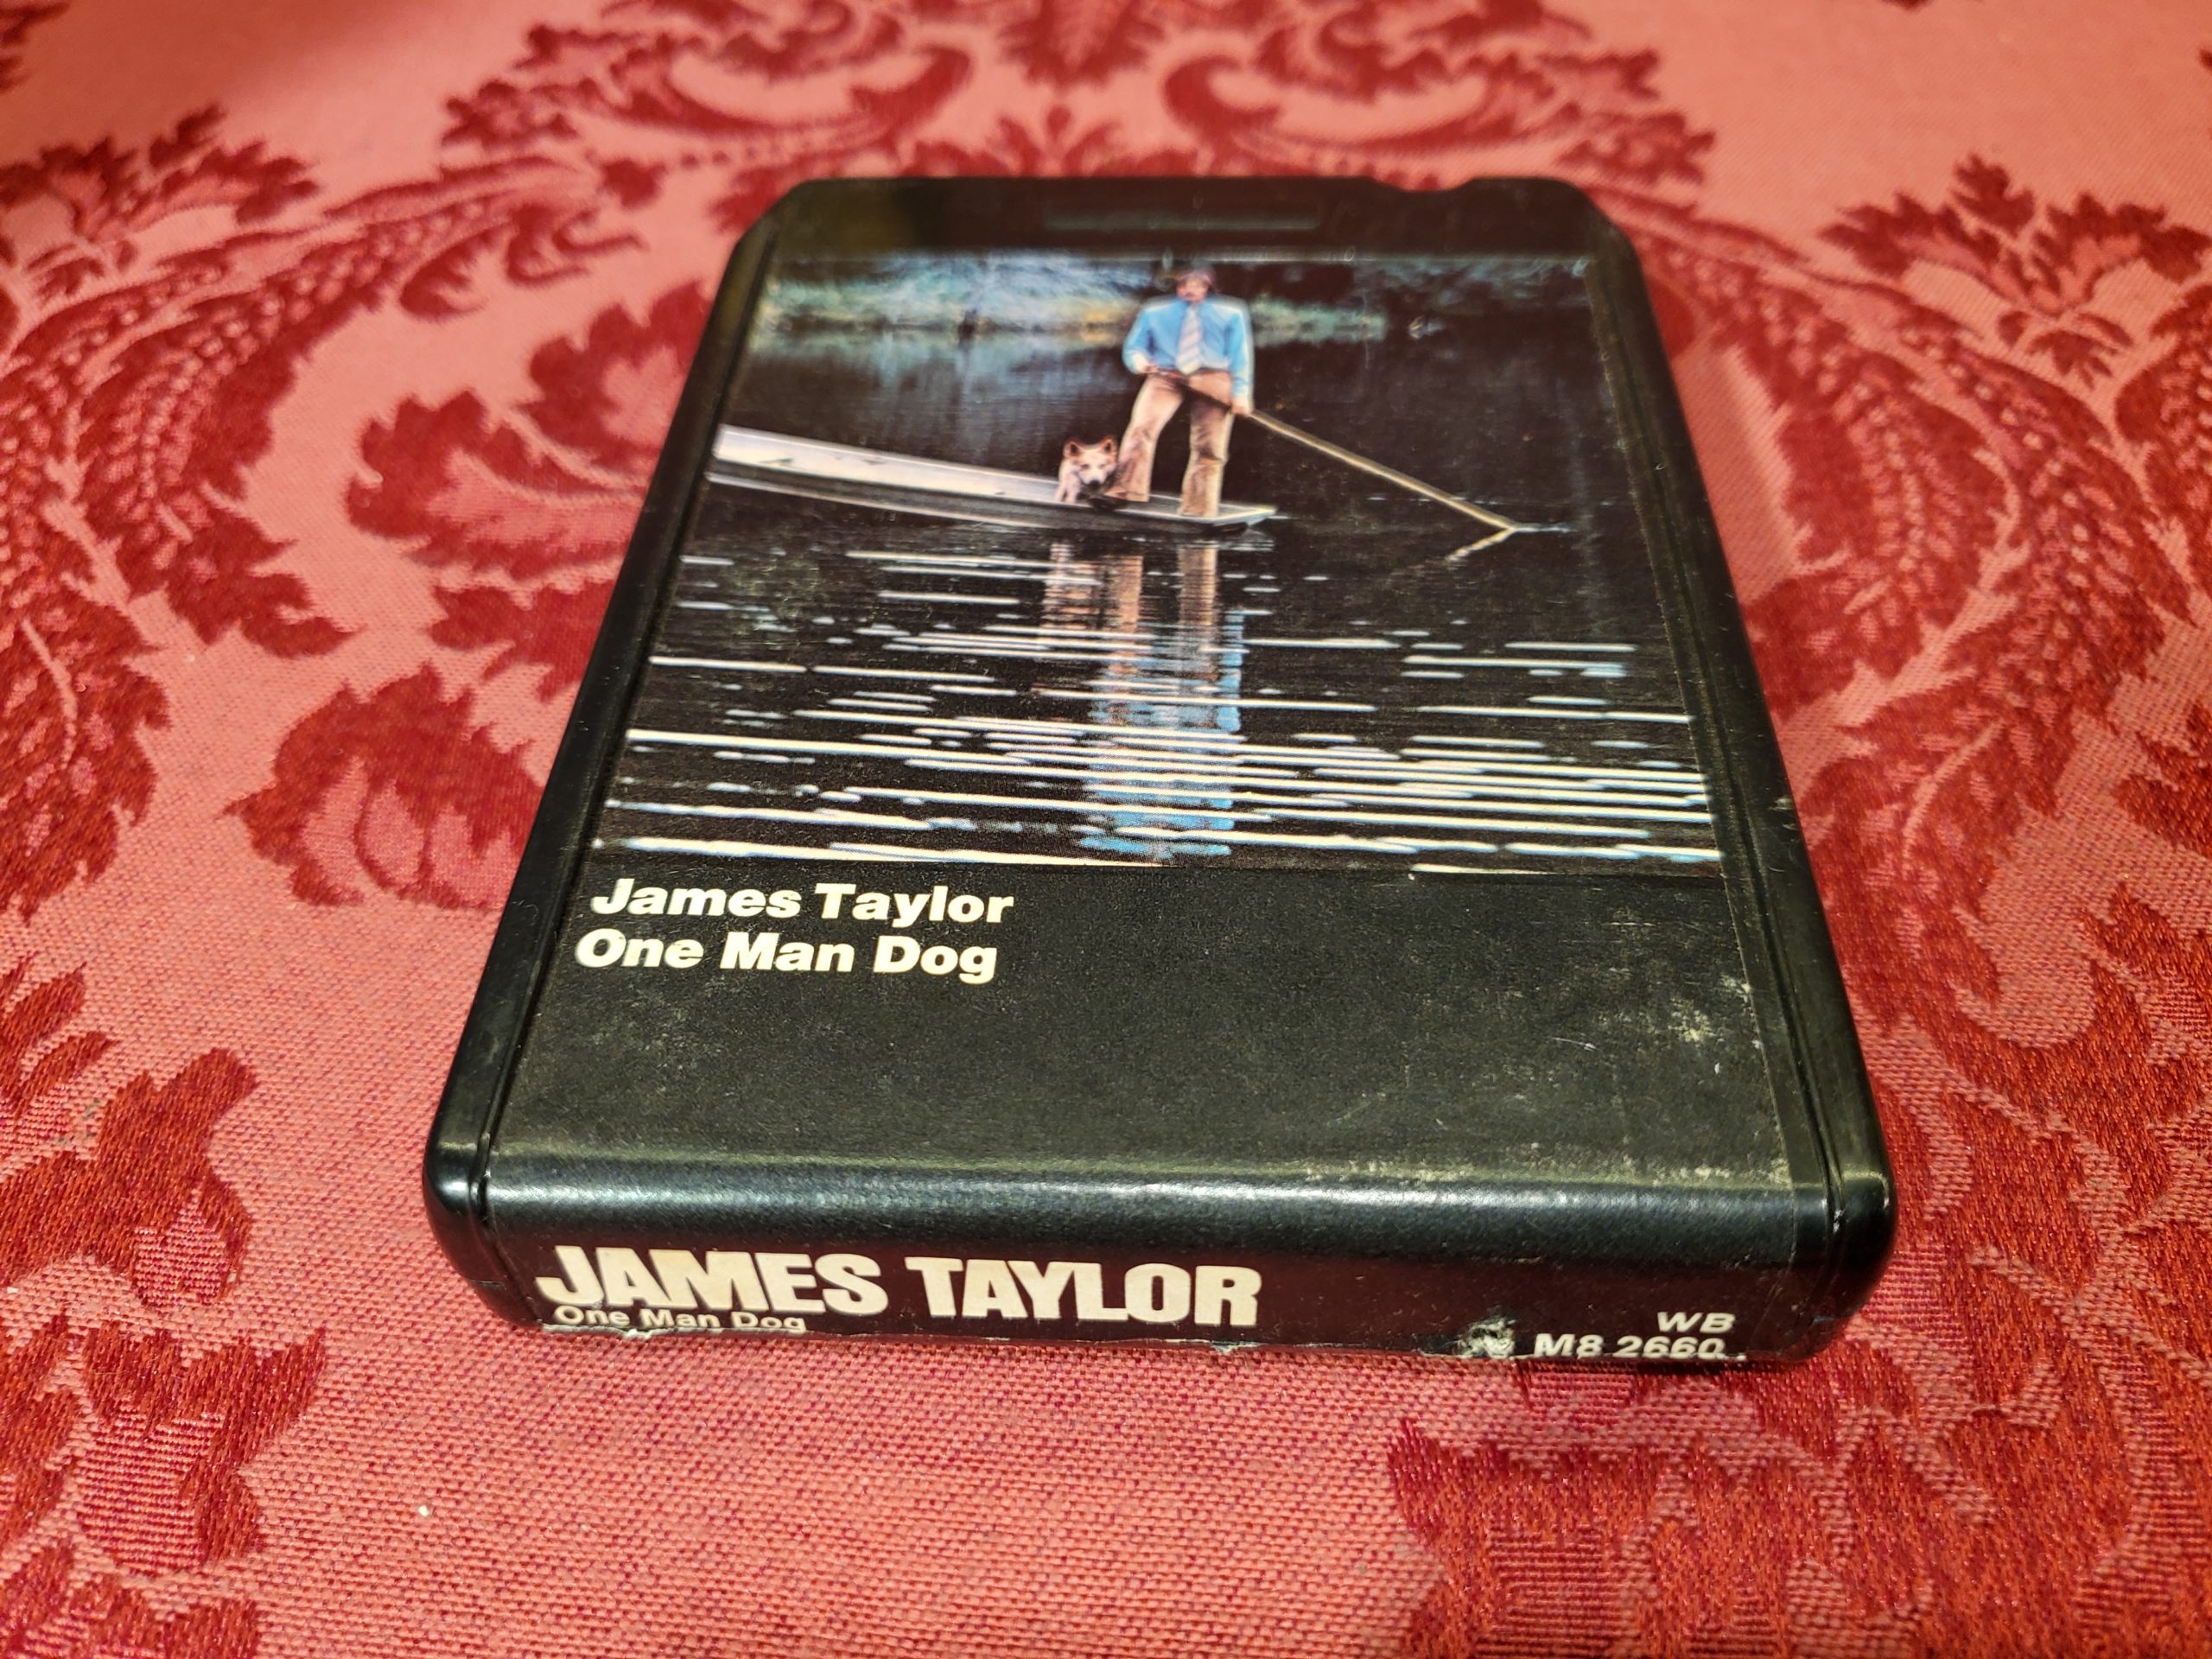 James Taylor
One Man Dog
JAMES TAYLOR
One Man Dog
WB
M8 2660